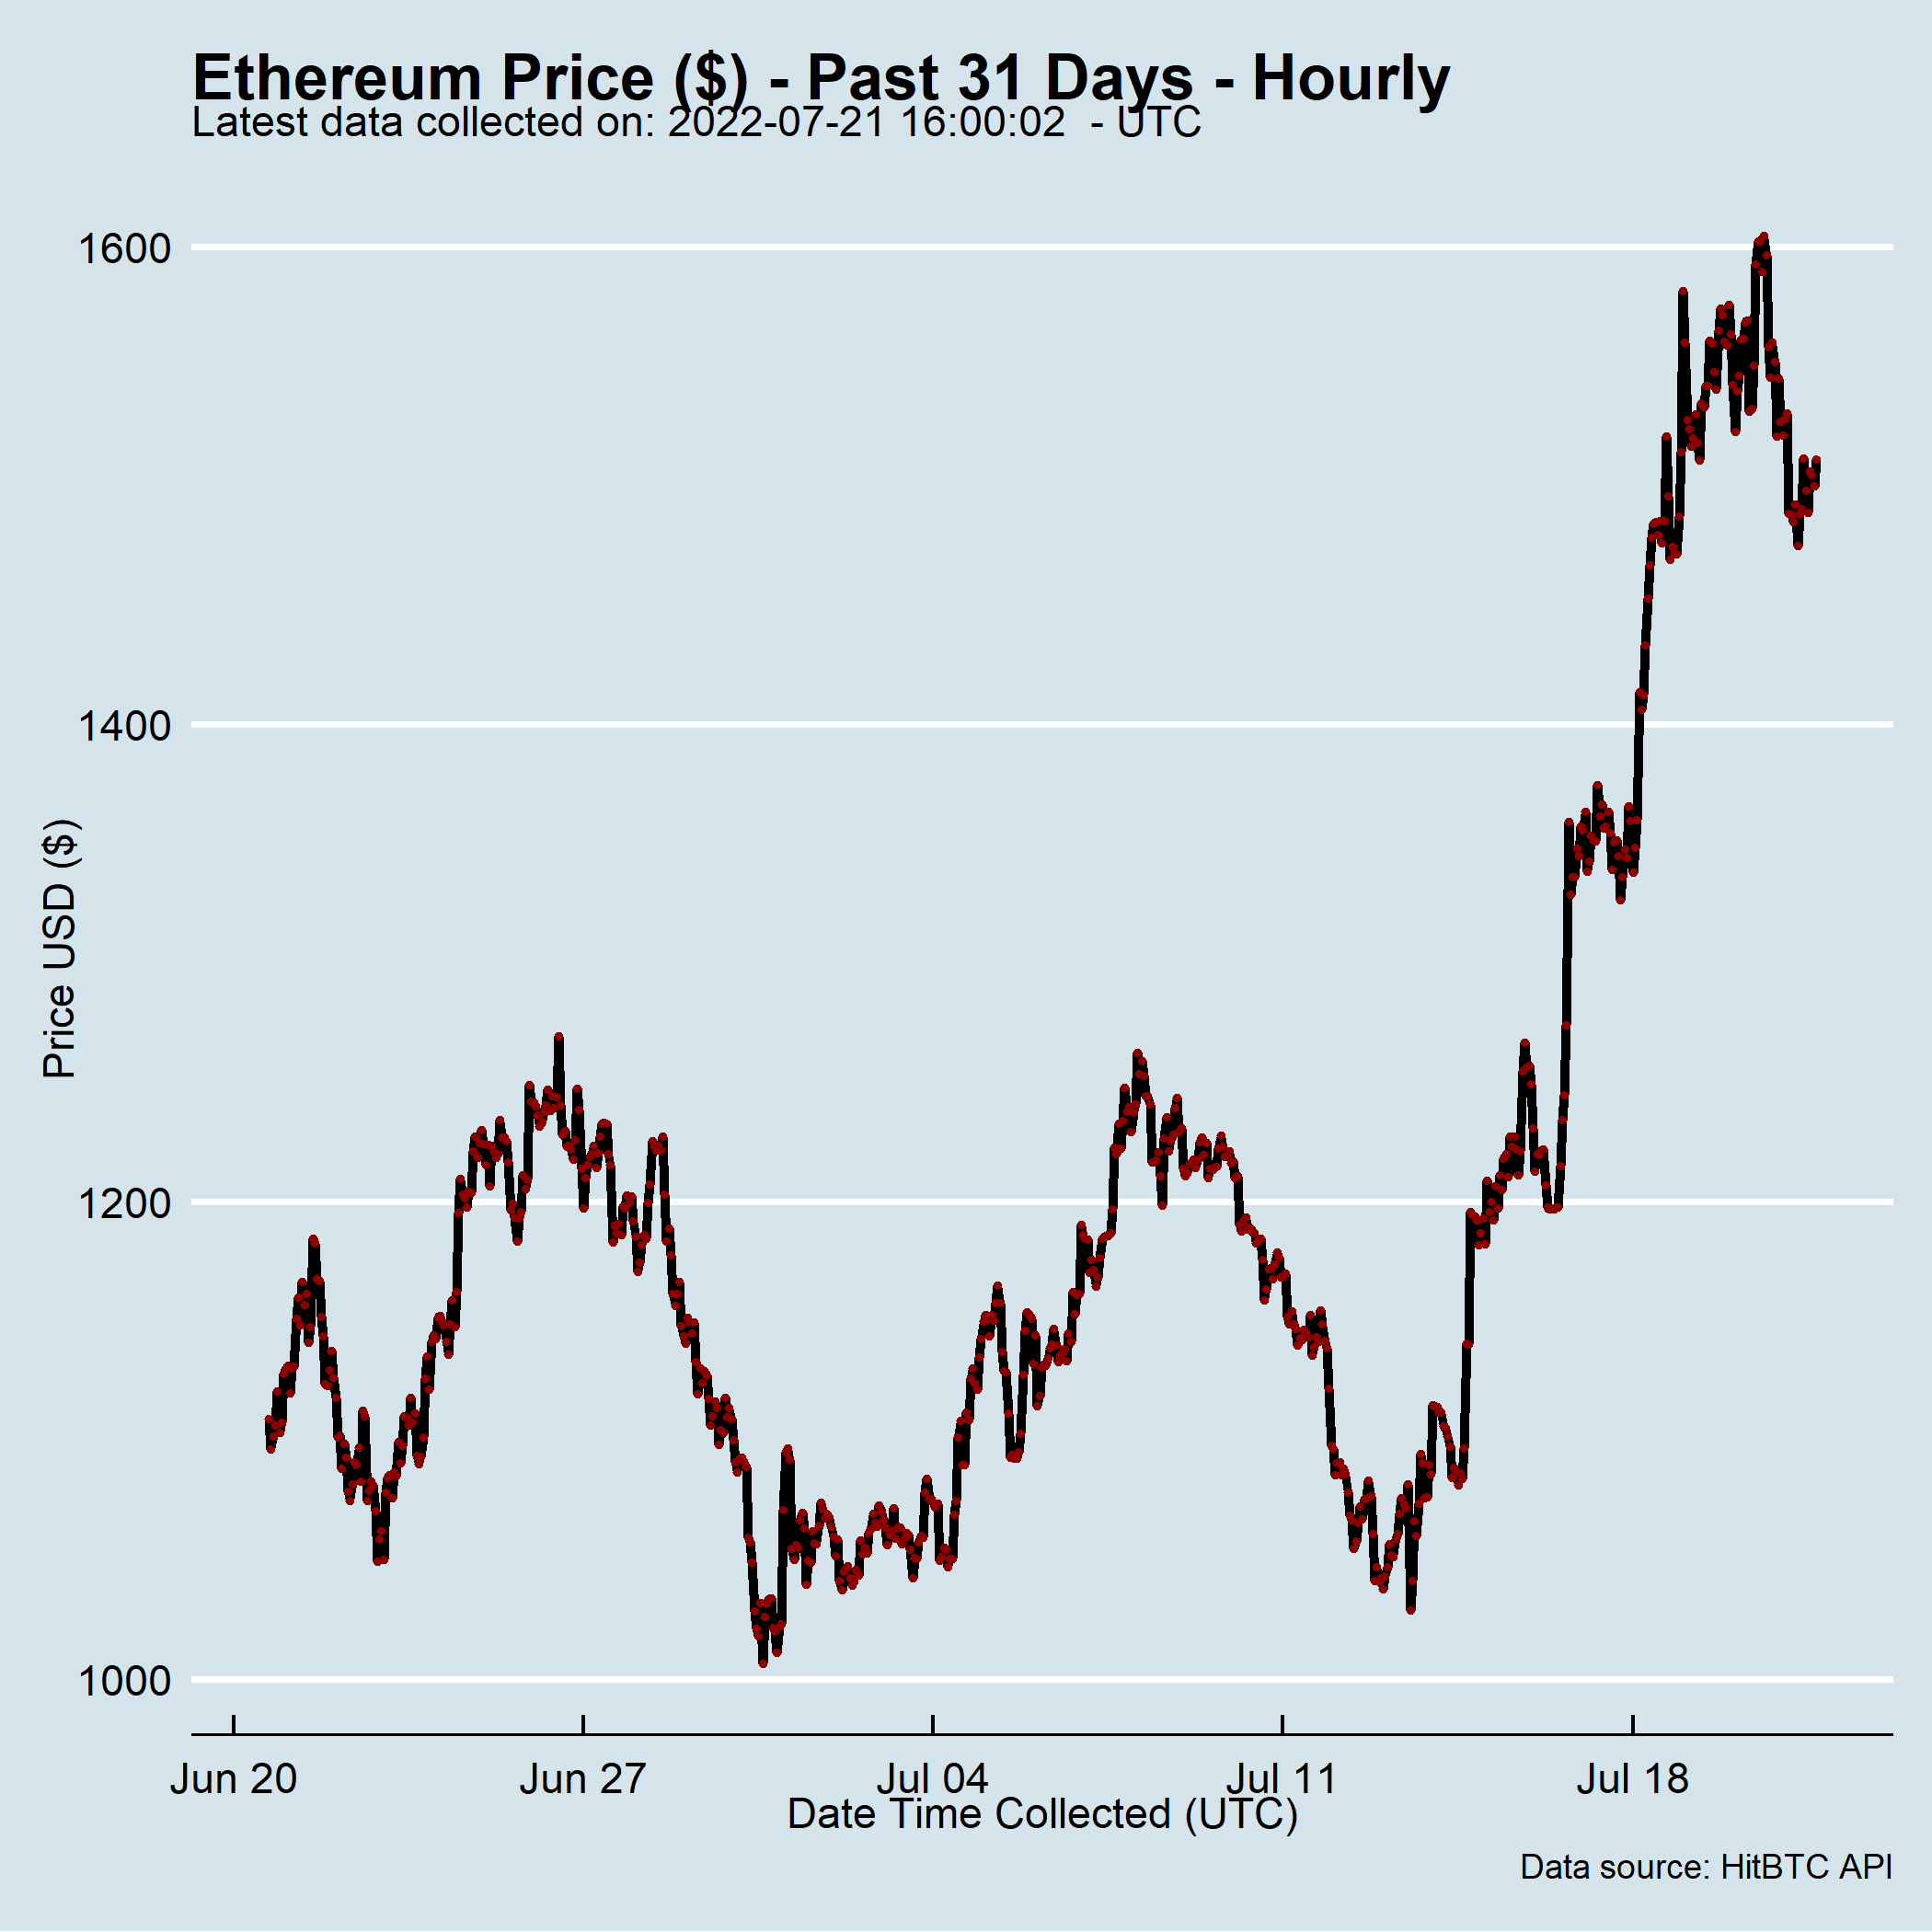 Ethereum Price ($) - Past 31 Days - Hourly
Latest data collected on: 2022-07-21 16:00:02  - UTC
1600
1400
1200
1000
Price USD ($)
Jun 20 Jun 27 Jul 04 Jul 11 Jul 18
Date Time Collected (UTC)
Data source: HitBTC API